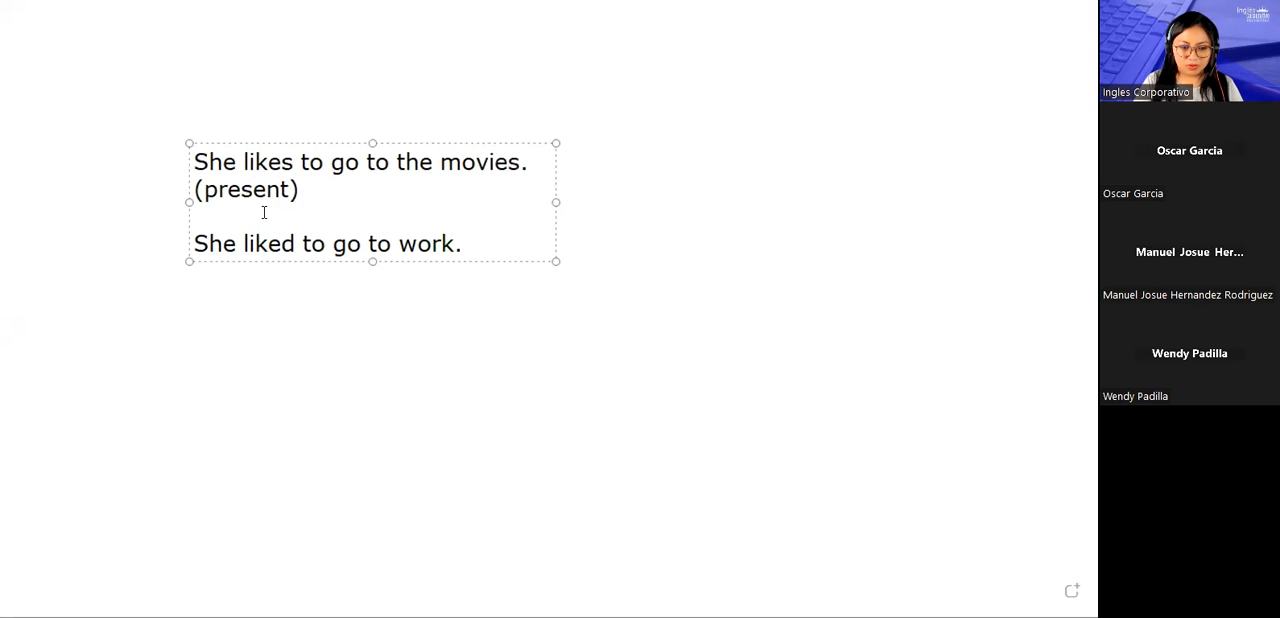 She likes to go to the movies.
(present)
She liked to go to work.
Ingles
Ingles Corporativo
Oscar Garcia
Oscar Garcia
Manuel Josue Her...
Manuel Josue Hernandez Rodriguez
Wendy Padilla
Wendy Padilla